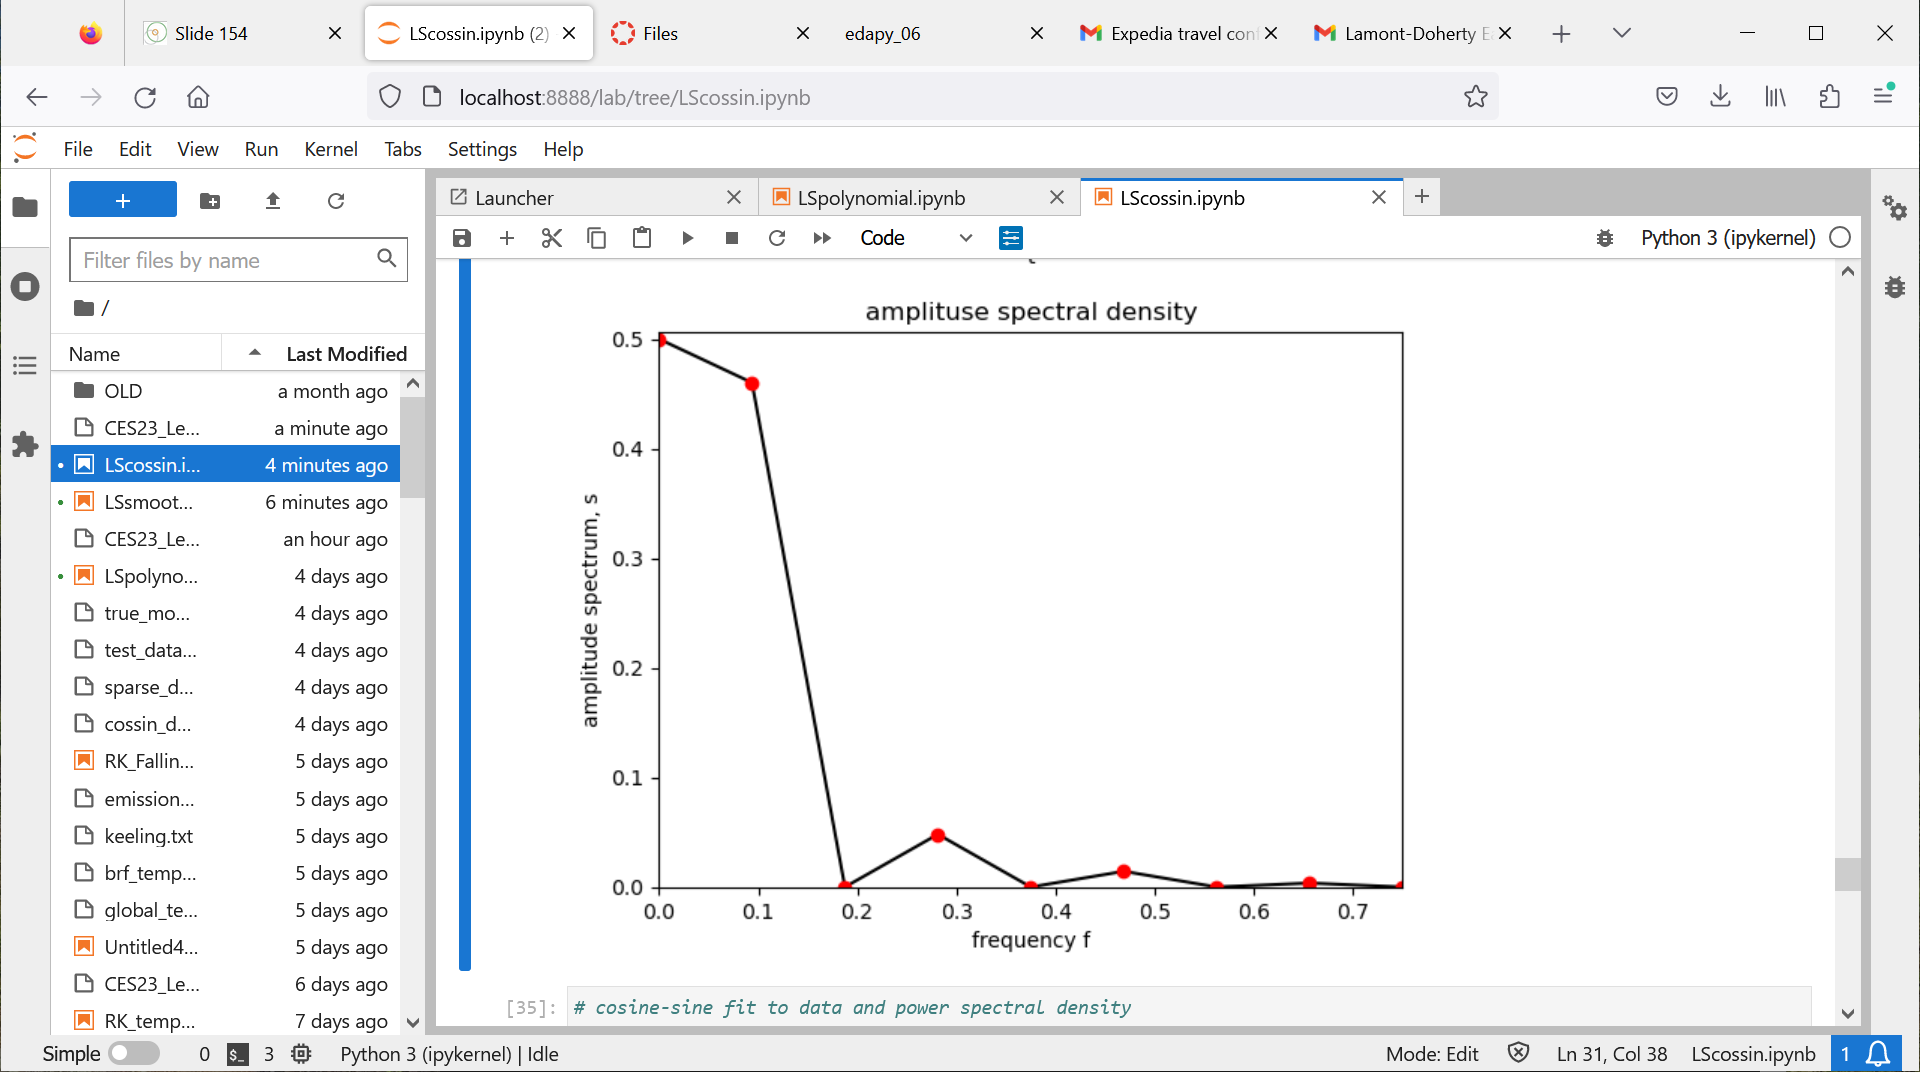 Slide 154
LScossin.ipynb (2)
Files
edapy_06
Expedia travel con
Lamont-Doherty E
localhost:8888/lab/tree/LScossin.ipynb
File Edit View Run Kernel Tabs Settings Help
Launcher
LSpolynomial.ipynb
LScossin.ipynb
Code
Python 3 (ipykernel)
Filter files by name
/
Name Last Modified
OLD a month ago
CES23_Le... a minute ago
LScossin.i... 4 minutes ago
LSsmoot... 6 minutes ago
CES23_Le... an hour ago
LSpolyno... 4 days ago
true_mo... 4 days ago
test_data... 4 days ago
sparse_d... 4 days ago
cossin_d... 4 days ago
RK_Fallin... 5 days ago
emission... 5 days ago
keeling.txt 5 days ago
brf_temp... 5 days ago
global_te... 5 days ago
Untitled4... 5 days ago
CES23_Le... 6 days ago
RK_temp... 7 days ago
amplituse spectral density
amplitude spectrum, s
0.5
0.4
0.3
0.2
0.1
0.0
0.0 0.1 0.2 0.3 0.4 0.5 0.6 0.7
frequency f
[35]: # cosine-sine fit to data and power spectral density
Simple 0 $_ 3 Python 3 (ipykernel) | Idle Mode: Edit Ln 31, Col 38 LScossin.ipynb 1